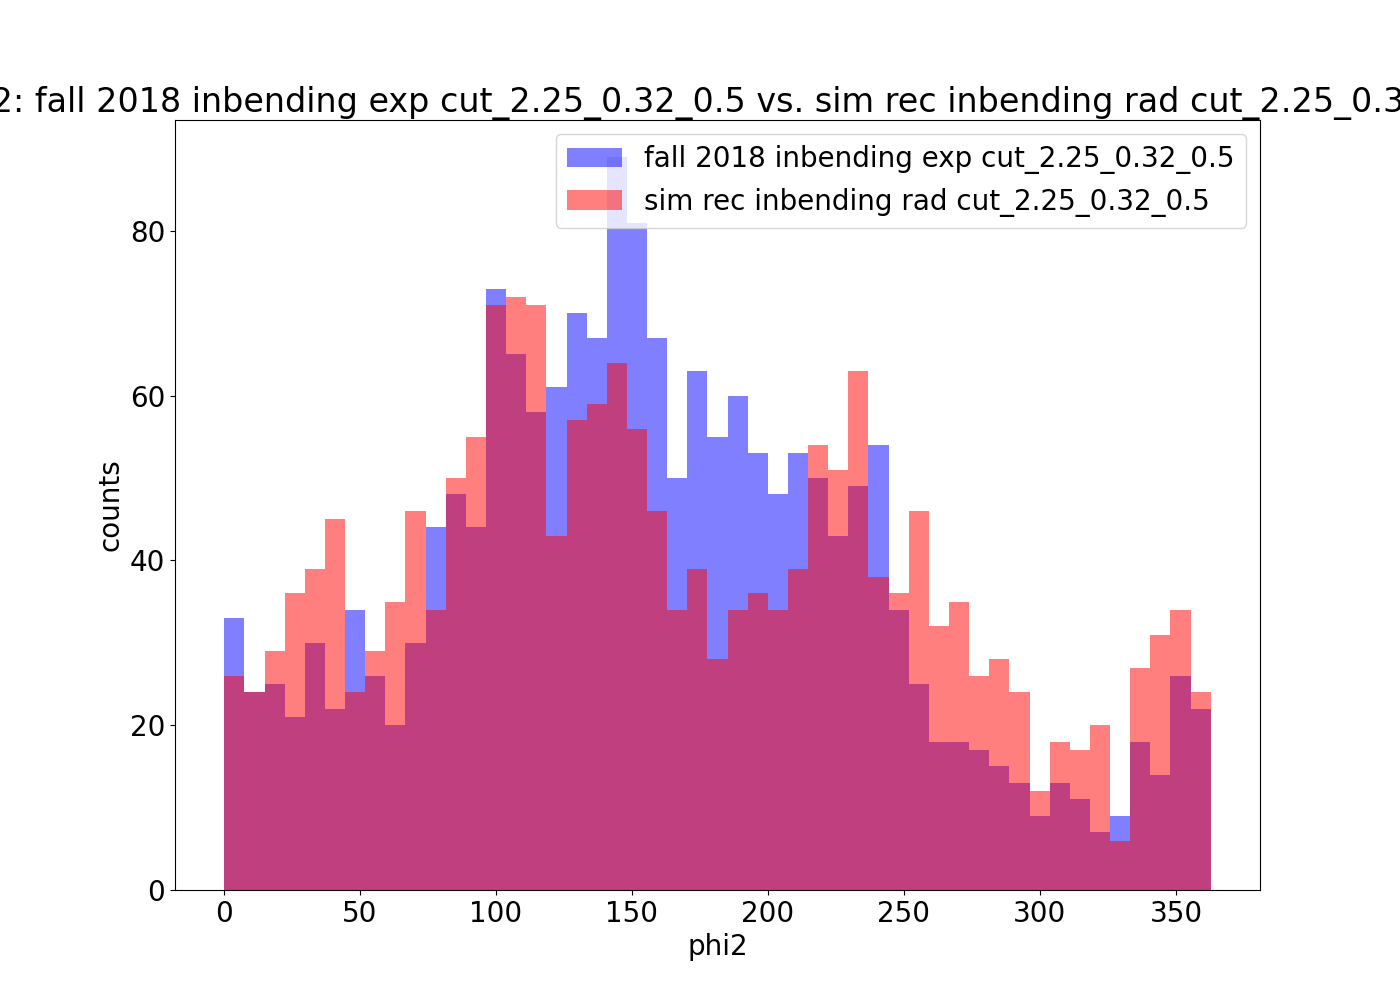 2: fall 2018 inbending exp cut_2.25_0.32_0.5 vs. sim rec inbending rad cut_2.25_0.3
fall 2018 inbending exp cut_2.25_0.32_0.5
sim rec inbending rad cut_2.25_0.32_0.5
80
60
40
20
0
counts
0 50 100 150 200 250 300 350
phi2